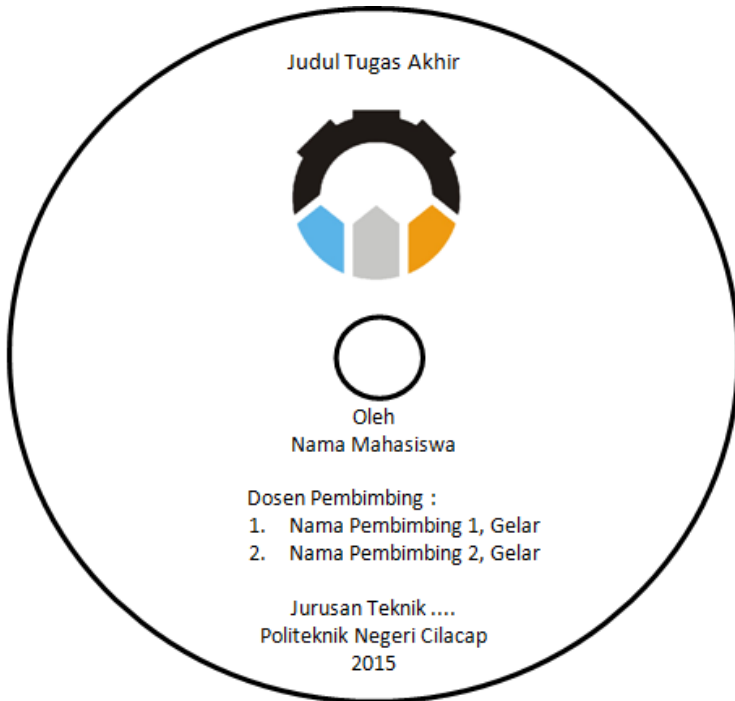 Judul Tugas Akhir
Oleh
Nama Mahasiswa
Dosen Pembimbing :
1. Nama Pembimbing 1, Gelar
2. Nama Pembimbing 2, Gelar
Jurusan Teknik ....
Politeknik Negeri Cilacap
2015